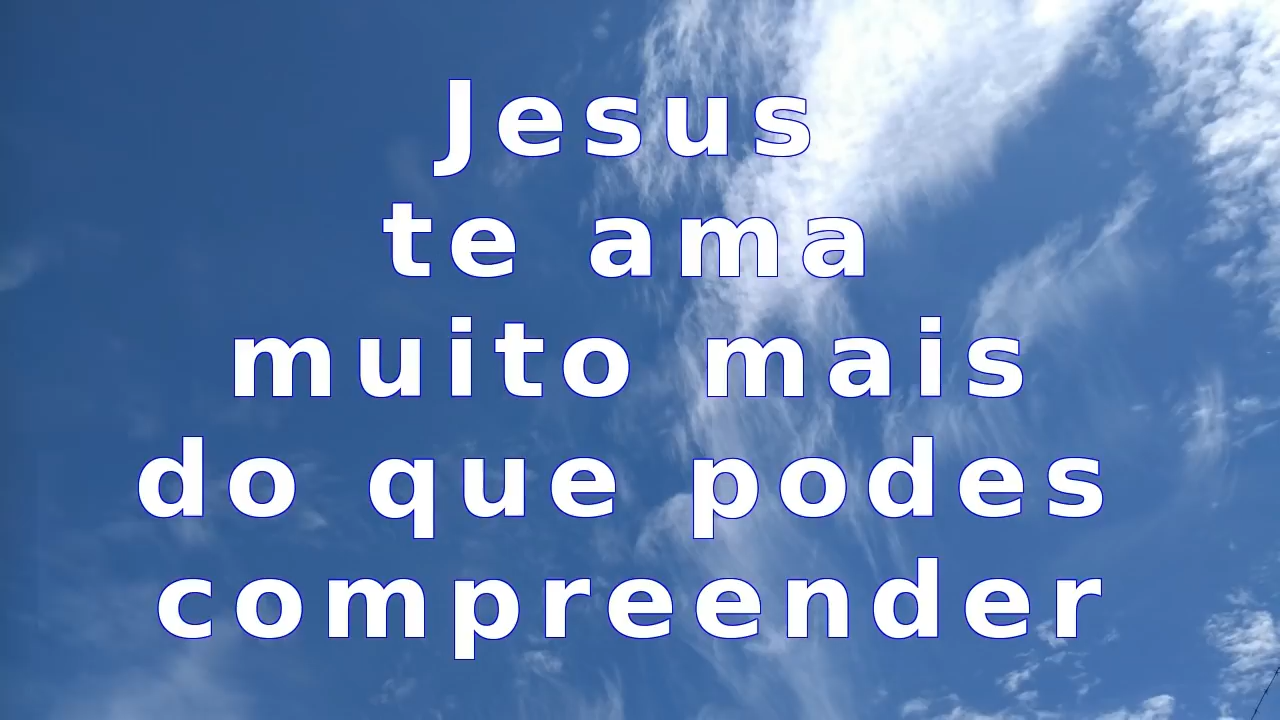 Jesus
te ama
muito mais
do que podes
compreender